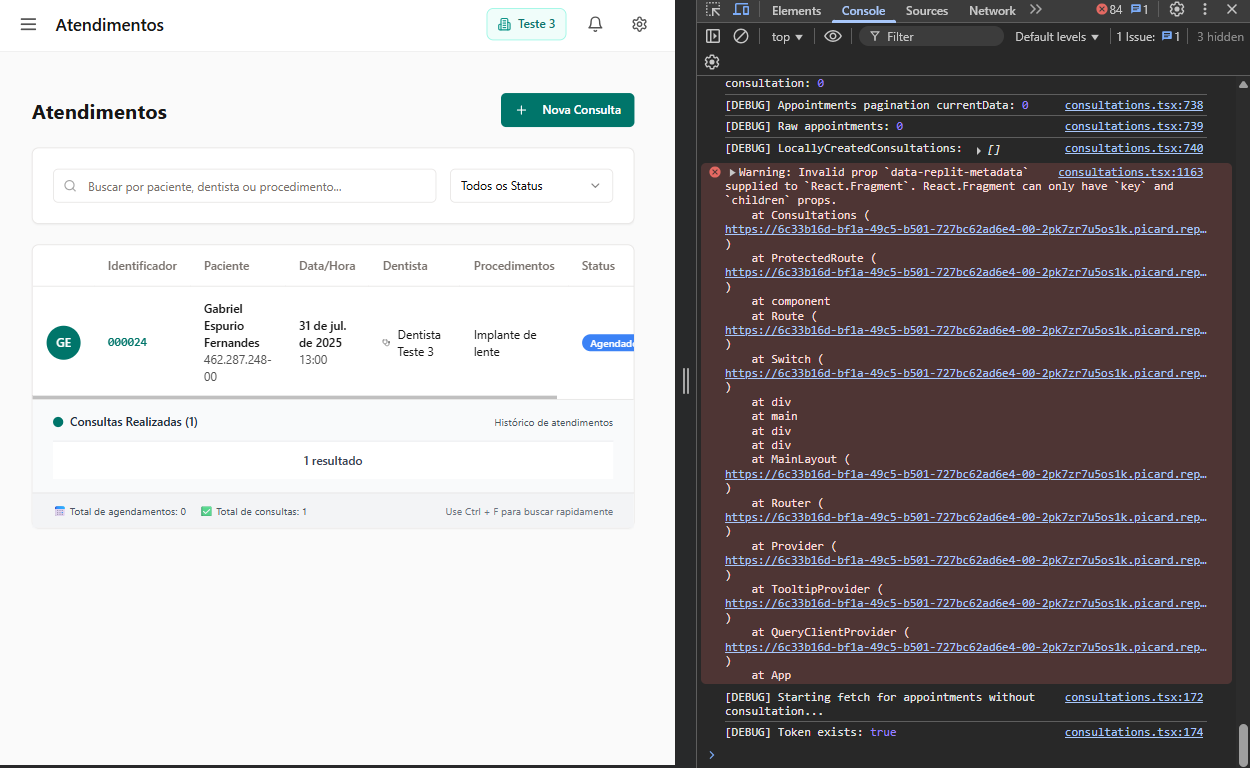 Atendimentos
Teste 3
Atendimentos
+ Nova Consulta
Buscar por paciente, dentista ou procedimento...
Todos os Status
Identificador Paciente Data/Hora Dentista Procedimentos Status
GE
000024
Gabriel
Espurio
Fernandes
462.287.248-
00
31 de jul.
de 2025
13:00
Dentista
Teste 3
Implante de
lente
Agendado
Consultas Realizadas (1)
Histórico de atendimentos
1 resultado
Total de agendamentos: 0
Total de consultas: 1
Use Ctrl + F para buscar rapidamente
Elements Console Sources Network
84 1
top
Filter
Default levels
1 Issue: 1
3 hidden
consultation: 0
[DEBUG] Appointments pagination currentData: 0 consultations.tsx:738
[DEBUG] Raw appointments: 0 consultations.tsx:739
[DEBUG] LocallyCreatedConsultations: [] consultations.tsx:740
Warning: Invalid prop `data-replit-metadata` consultations.tsx:1163
supplied to `React.Fragment`. React.Fragment can only have `key` and
`children` props.
at Consultations (
https://6c33b16d-bf1a-49c5-b501-727bc62ad6e4-00-2pk7zr7u5os1k.picard.rep…
)
at ProtectedRoute (
https://6c33b16d-bf1a-49c5-b501-727bc62ad6e4-00-2pk7zr7u5os1k.picard.rep…
)
at component
at Route (
https://6c33b16d-bf1a-49c5-b501-727bc62ad6e4-00-2pk7zr7u5os1k.picard.rep…
)
at Switch (
https://6c33b16d-bf1a-49c5-b501-727bc62ad6e4-00-2pk7zr7u5os1k.picard.rep…
)
at div
at main
at div
at div
at MainLayout (
https://6c33b16d-bf1a-49c5-b501-727bc62ad6e4-00-2pk7zr7u5os1k.picard.rep…
)
at Router (
https://6c33b16d-bf1a-49c5-b501-727bc62ad6e4-00-2pk7zr7u5os1k.picard.rep…
)
at Provider (
https://6c33b16d-bf1a-49c5-b501-727bc62ad6e4-00-2pk7zr7u5os1k.picard.rep…
)
at TooltipProvider (
https://6c33b16d-bf1a-49c5-b501-727bc62ad6e4-00-2pk7zr7u5os1k.picard.rep…
)
at QueryClientProvider (
https://6c33b16d-bf1a-49c5-b501-727bc62ad6e4-00-2pk7zr7u5os1k.picard.rep…
)
at App
[DEBUG] Starting fetch for appointments without consultations.tsx:172
consultation...
[DEBUG] Token exists: true consultations.tsx:174